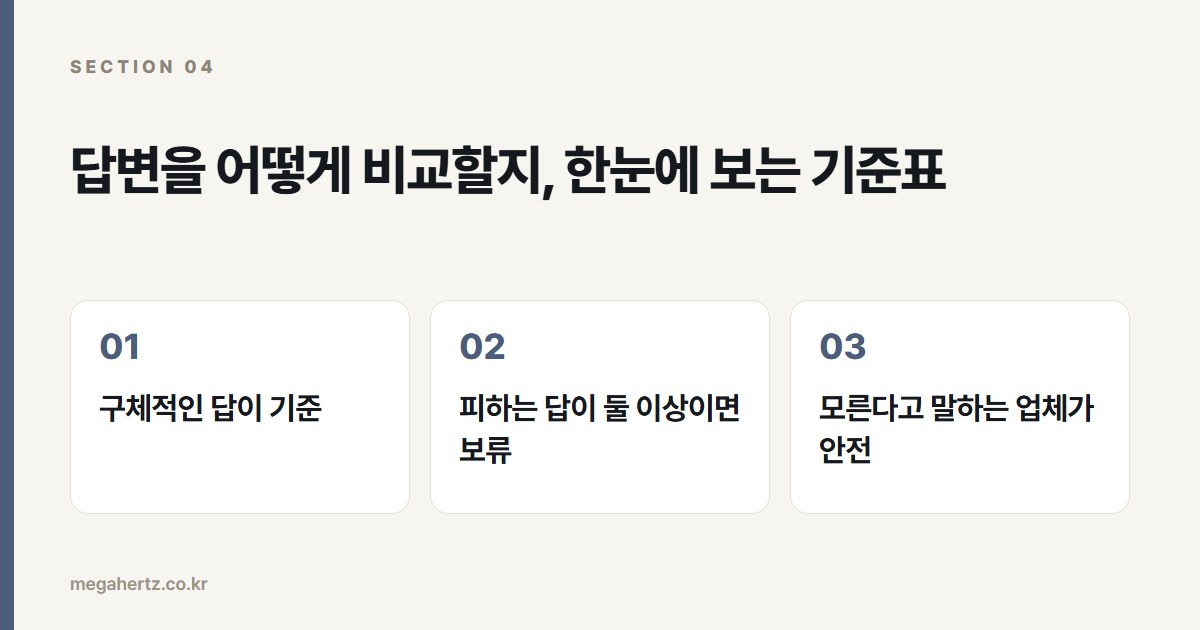 SECTION 04
답변을 어떻게 비교할지, 한눈에 보는 기준표
01
구체적인 답이 기준
02
피하는 답이 둘 이상이면
보류
03
모른다고 말하는 업체가
안전
megahertz.co.kr